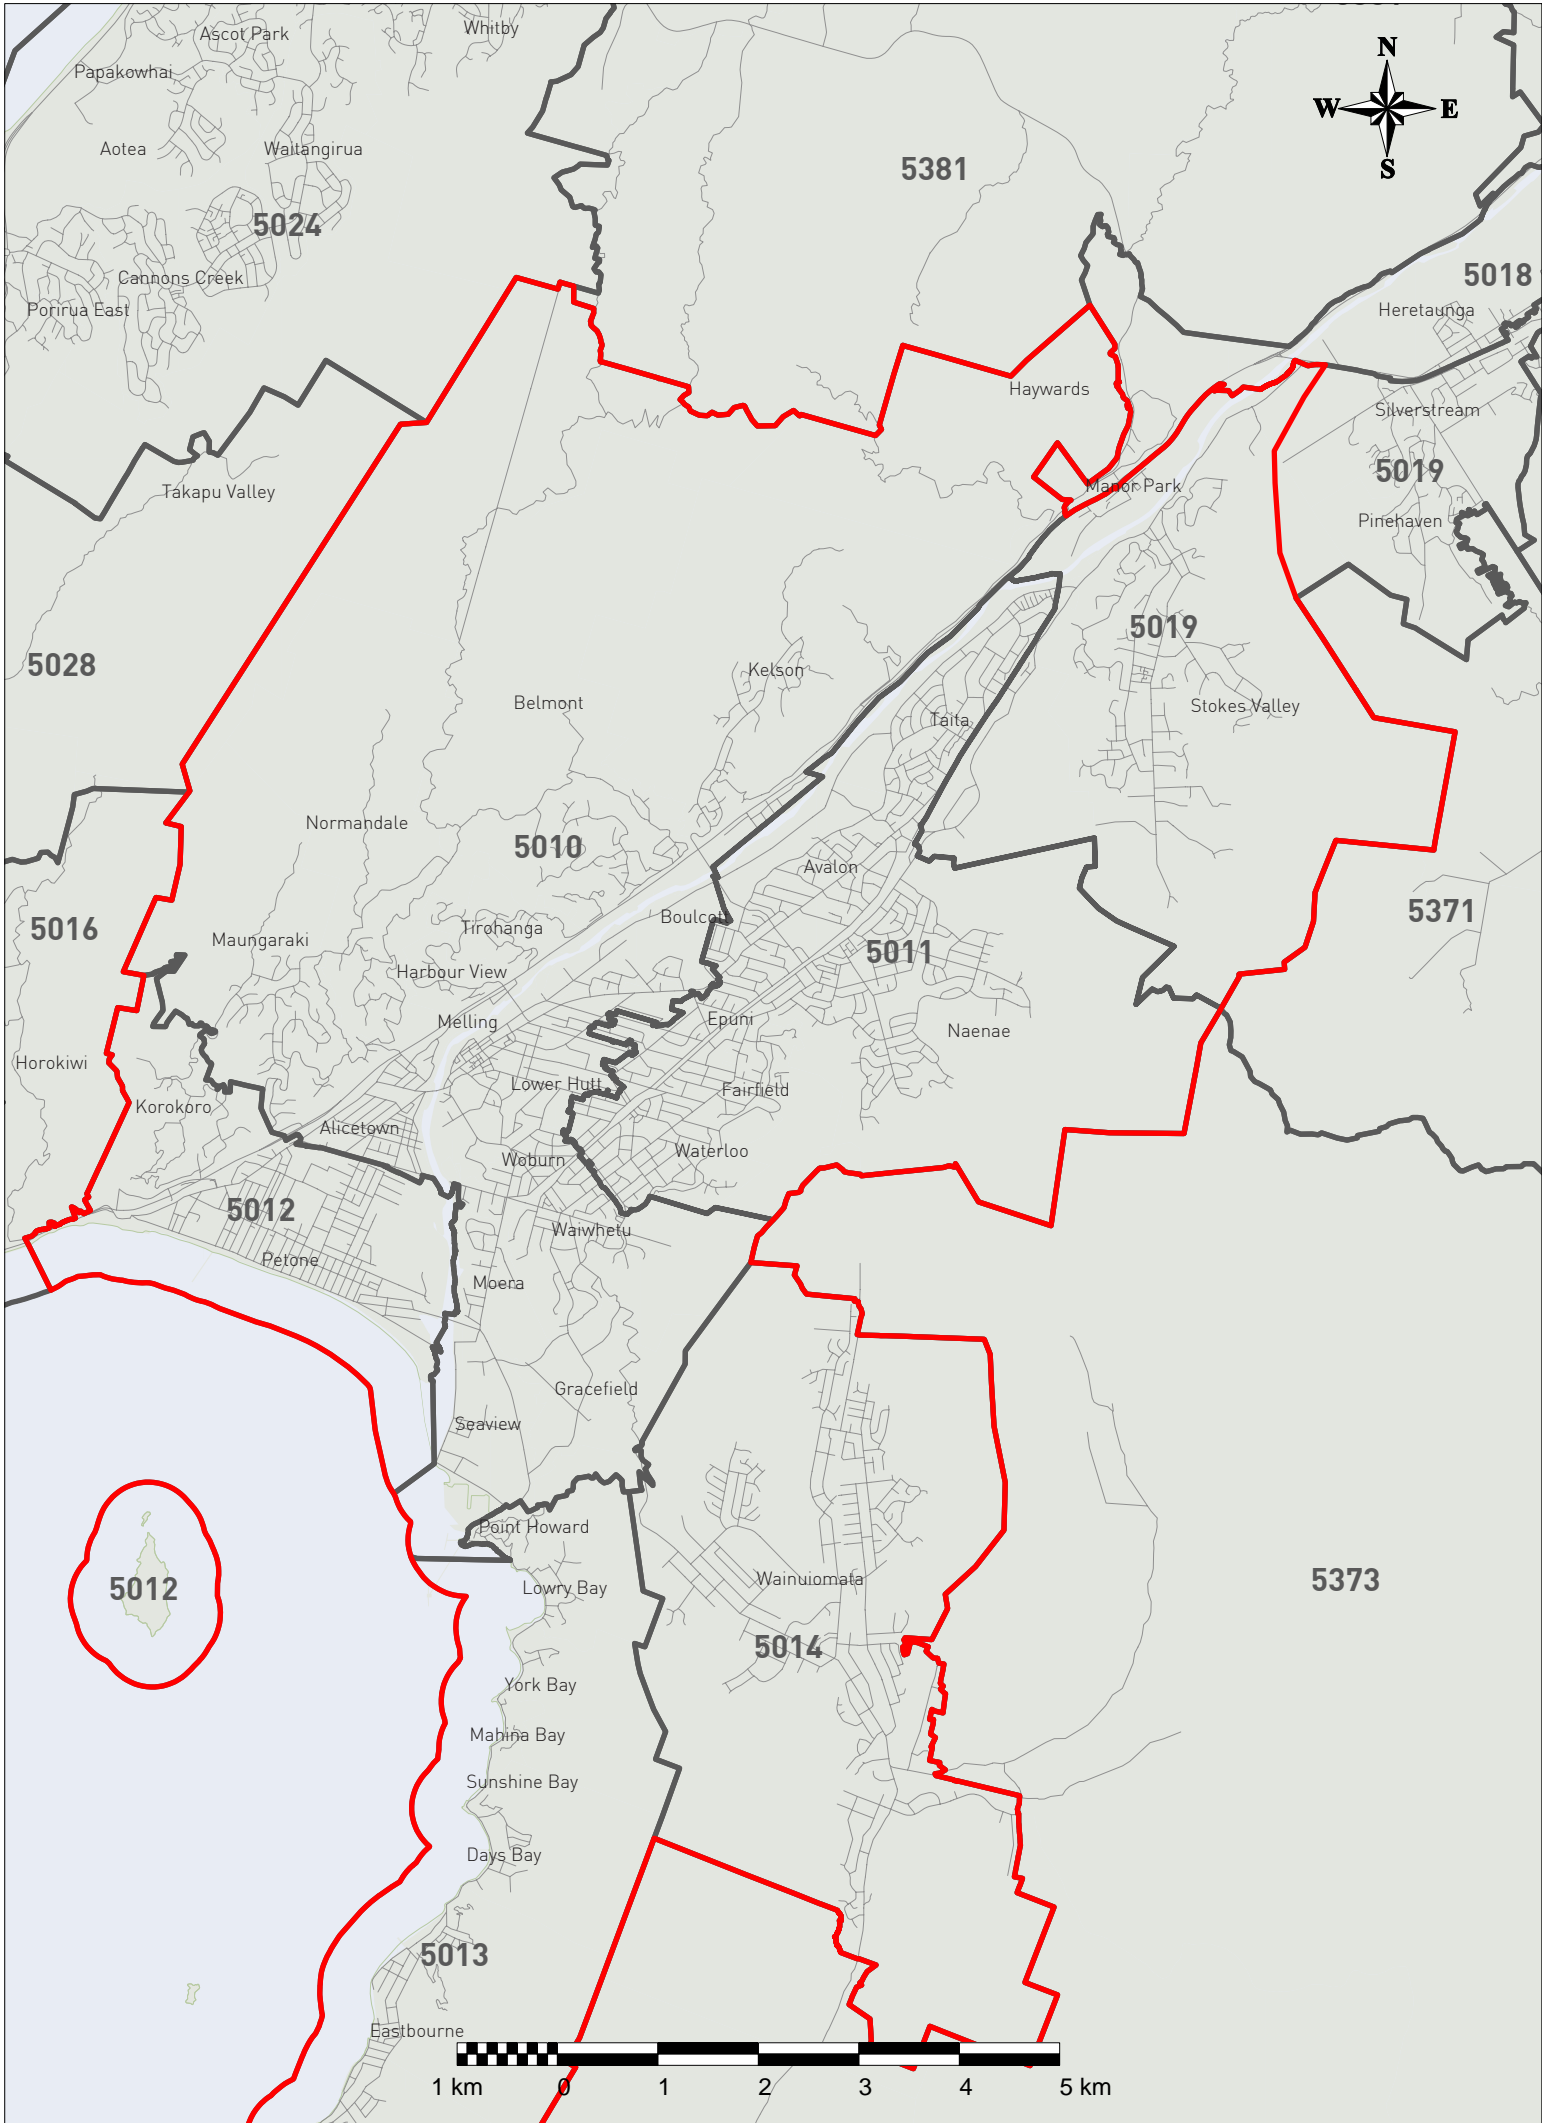 Whitby
Ascot Park
N
Papakowhai
W
E
Aotea
Waitangirua
5381
S
5024
Cannons Creek
5018
Porirua East
Heretaunga
Haywards
Silverstream
5019
Takapu Valley
Manor Park
Pinehaven
5019
5028
Kelson
Belmont
Stokes Valley
Taita
Normandale
5010
Avalon
5371
Boulcott
5016
Tirohanga
Maungaraki
5011
Harbour View
Melling
Epuni
Naenae
Horokiwi
Lower Hutt
Fairfield
Korokoro
Alicetown
Waterloo
Woburn
5012
Waiwhetu
Petone
Moera
Gracefield
Seaview
Point Howard
Wainuiomata
5373
5012
Lowry Bay
5014
York Bay
Mahina Bay
Sunshine Bay
Days Bay
5013
Eastbourne
1 km
0
1
2
3
4
5 km